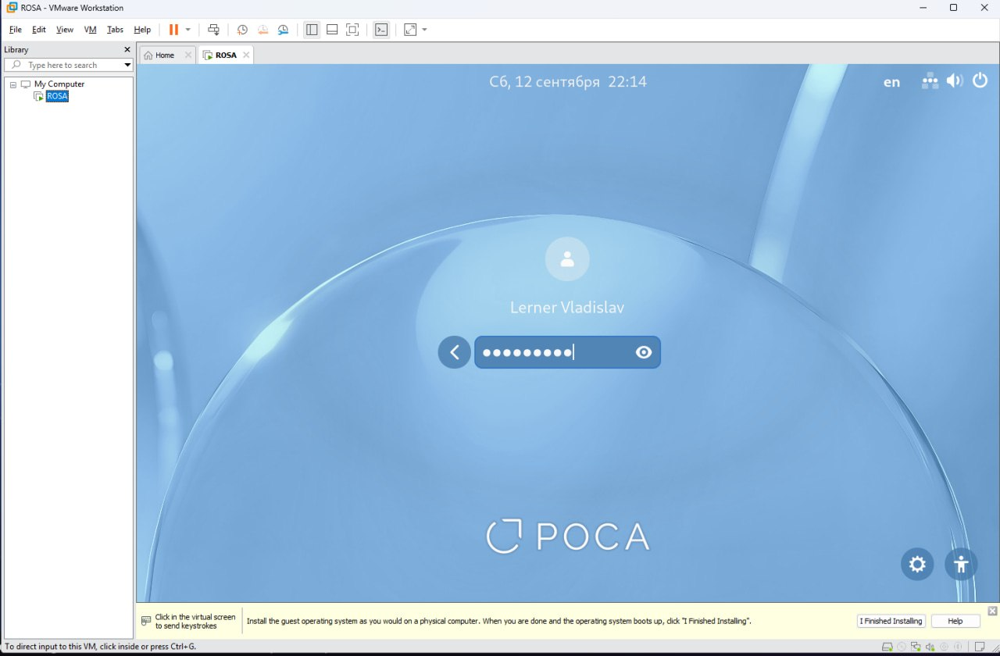 ROSA - VMware Workstation
File Edit View VM Tabs Help
Library
Type here to search
My Computer
ROSA
Home
ROSA
Сб, 12 сентября 22:14
en
Lerner Vladislav
РОСА
Click in the virtual screen
to send keystrokes
Install the guest operating system as you would on a physical computer. When you are done and the operating system boots up, click "I Finished Installing".
I Finished Installing
Help
To direct input to this VM, click inside or press Ctrl+G.